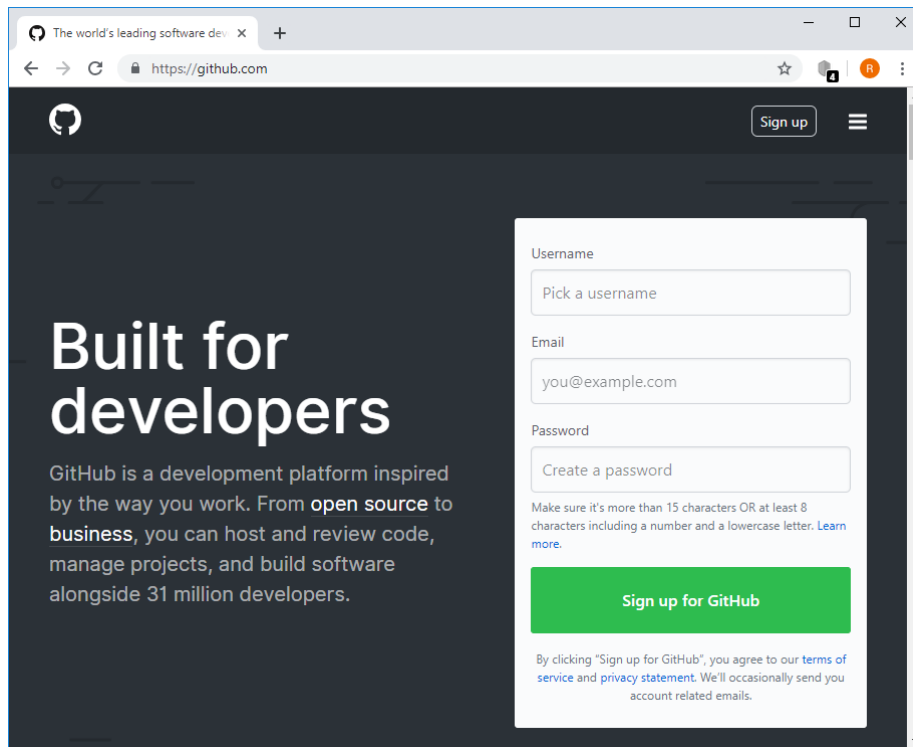 The world's leading software dev
https://github.com
4
R
Sign up
Built for
developers
GitHub is a development platform inspired
by the way you work. From open source to
business, you can host and review code,
manage projects, and build software
alongside 31 million developers.
Username
Pick a username
Email
you@example.com
Password
Create a password
Make sure it's more than 15 characters OR at least 8
characters including a number and a lowercase letter. Learn
more.
Sign up for GitHub
By clicking “Sign up for GitHub”, you agree to our terms of
service and privacy statement. We’ll occasionally send you
account related emails.